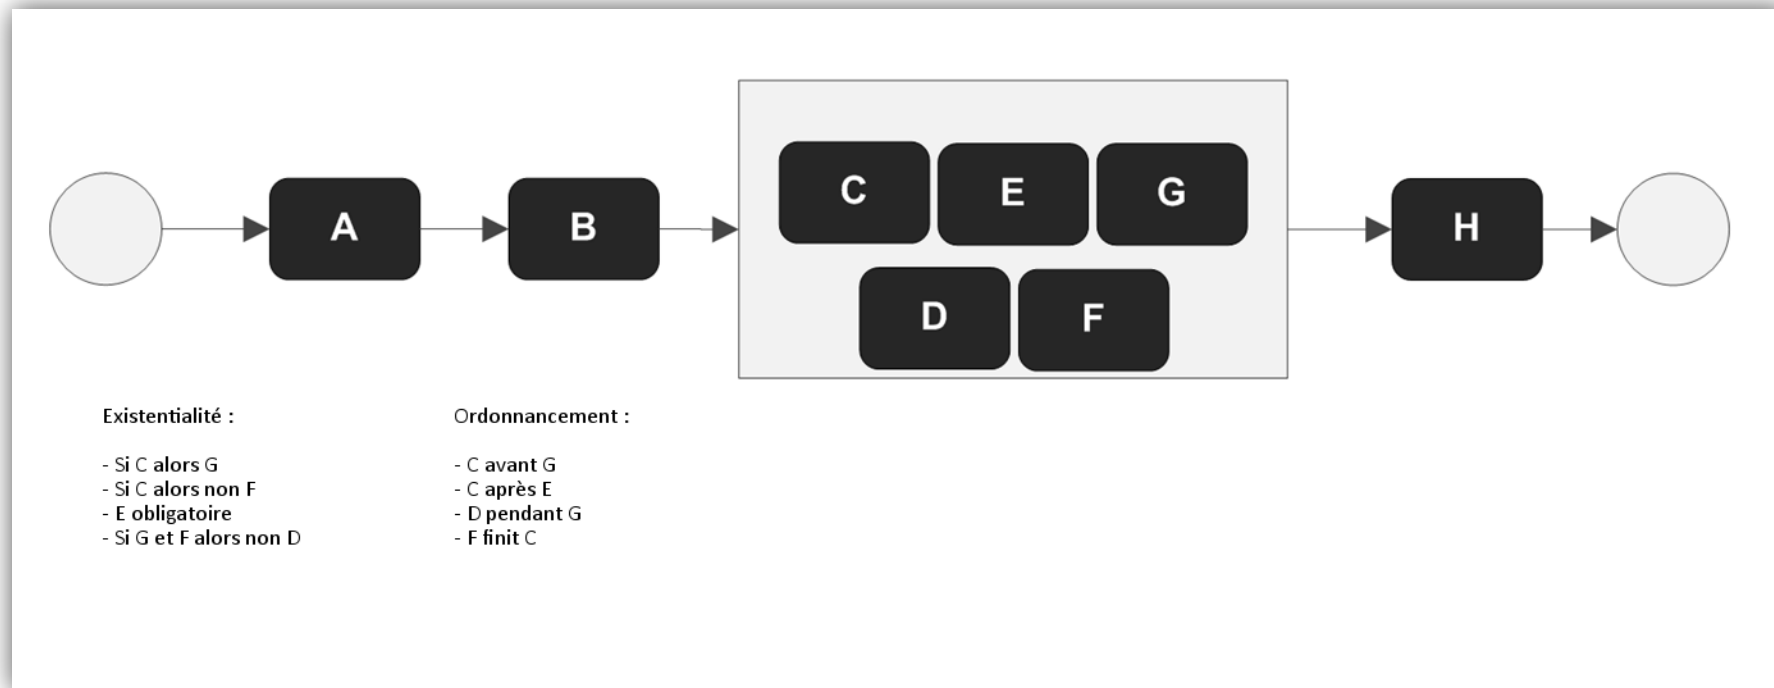 A
B
C
E
G
D
F
H
Existentialité :
- Si C alors G
- Si C alors non F
- E obligatoire
- Si G et F alors non D
Ordonnancement :
- C avant G
- C après E
- D pendant G
- F finit C